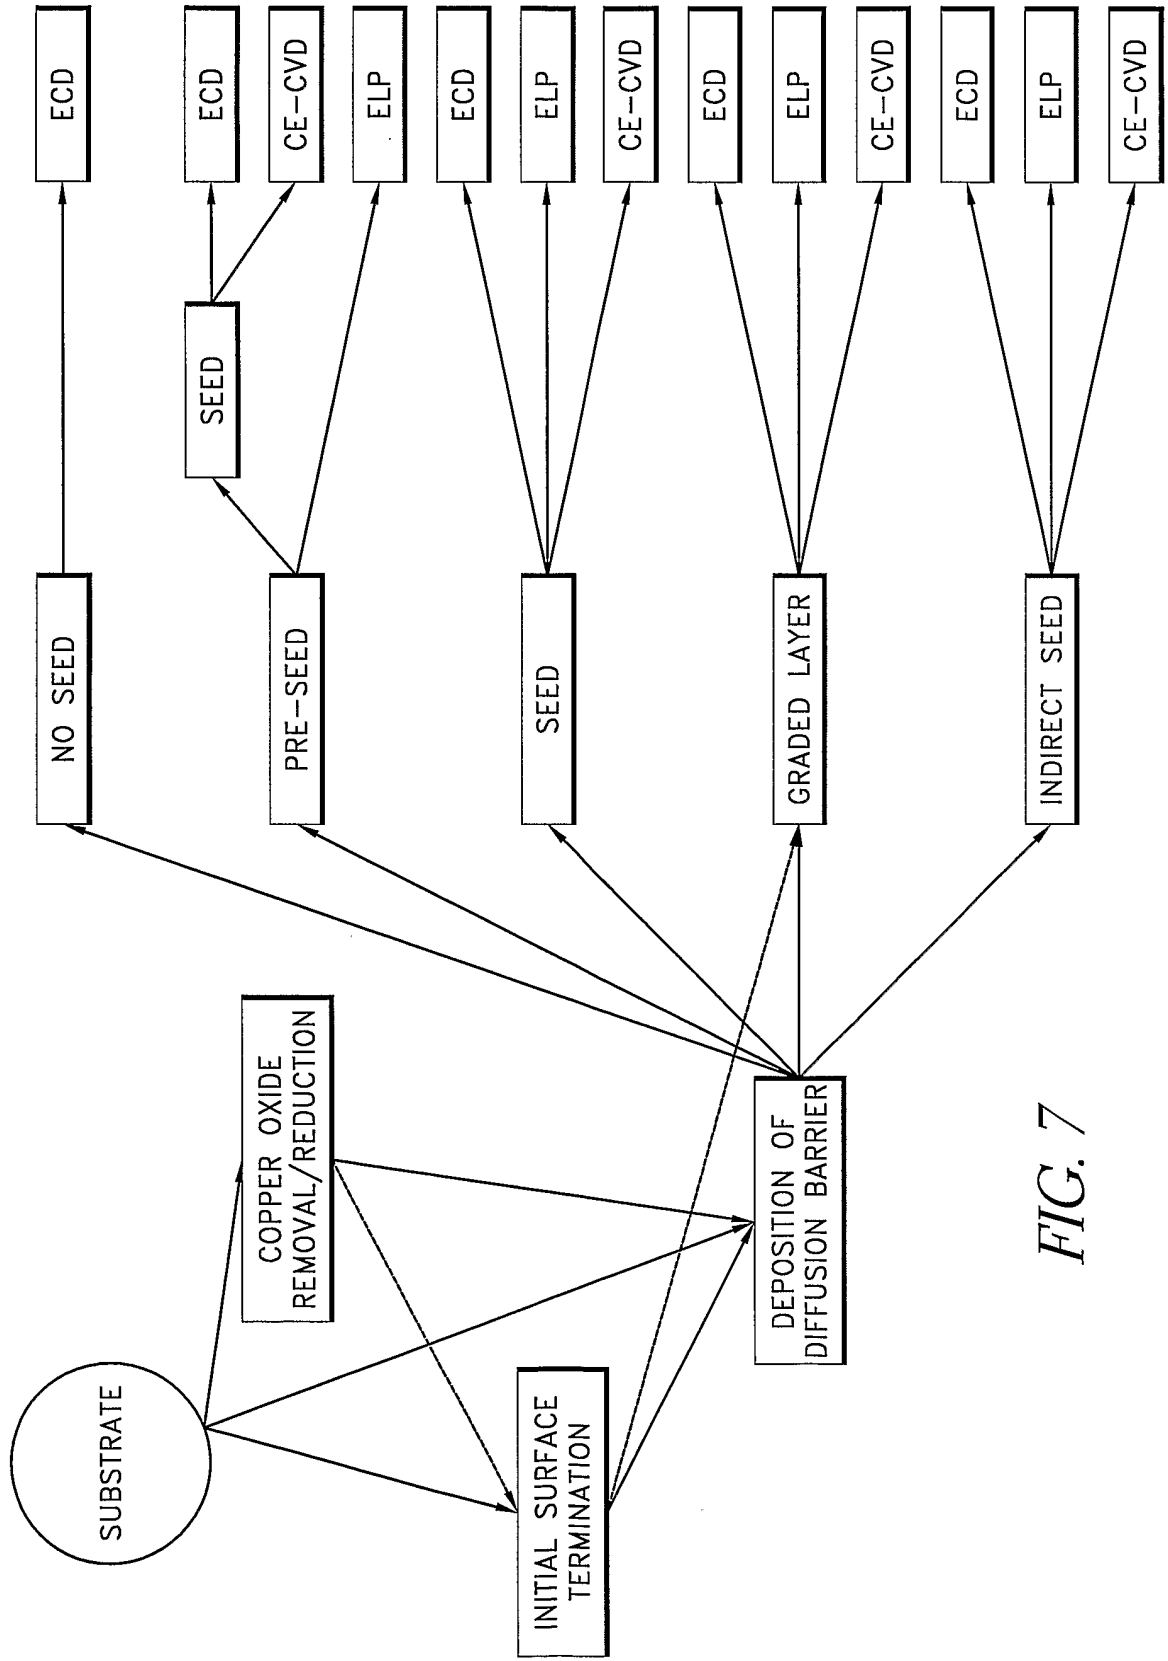 SUBSTRATE
COPPER OXIDE
REMOVAL/REDUCTION
INITIAL SURFACE
TERMINATION
DEPOSITION OF
DIFFUSION BARRIER
NO SEED
PRE-SEED
SEED
GRADED LAYER
INDIRECT SEED
SEED
ECD
ECD
CE-CVD
ELP
ECD
ELP
CE-CVD
ECD
ELP
CE-CVD
ECD
ELP
CE-CVD
FIG. 7